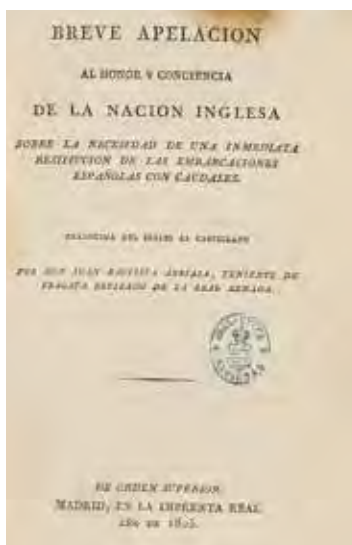 BREVE APELACION
AL HONOR Y CONCIENCIA
DE LA NACION INGLESA
SOBRE LA NECESIDAD DE UNA INMEDIATA
RESTITUCION DE LAS EMBARCACIONES
ESPAÑOLAS CON CAUDALES.
TRADUCIDA DEL INGLES AL CASTELLANO
POR DON JUAN BAUTISTA ARRIAZA, TENIENTE DE
FRAGATA RETIRADO DE LA REAL ARMADA.
DE ORDEN SUPERIOR
MADRID, EN LA IMPRENTA REAL
AÑO DE 1805.